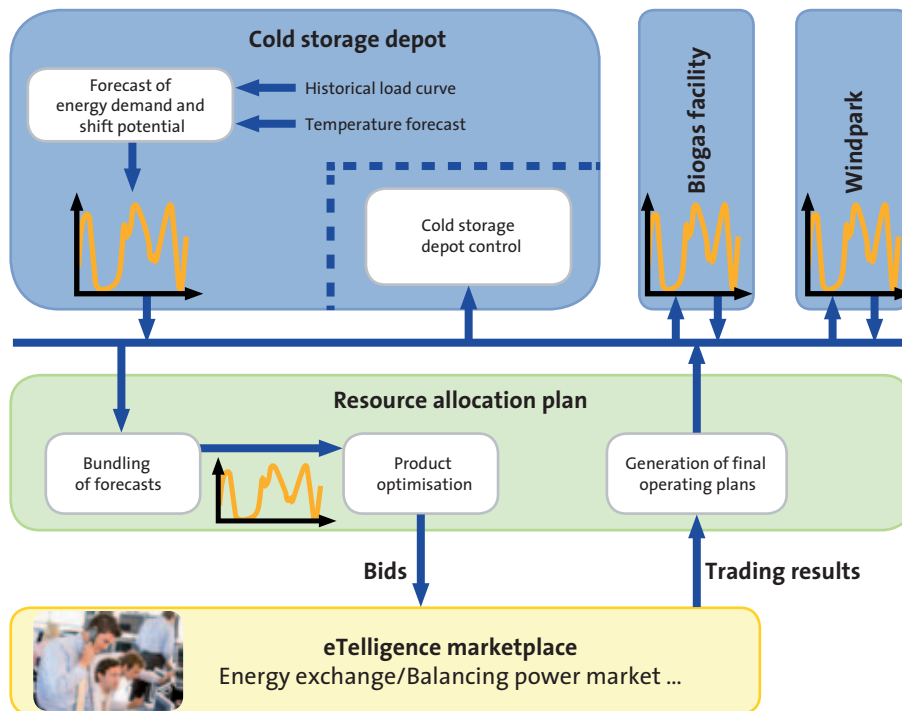 Cold storage depot
Forecast of
energy demand and
shift potential
Historical load curve
Temperature forecast
Cold storage
depot control
Biogas facility
Windpark
Resource allocation plan
Bundling
of forecasts
Product
optimisation
Generation of final
operating plans
Bids
Trading results
eTelligence marketplace
Energy exchange/Balancing power market ...